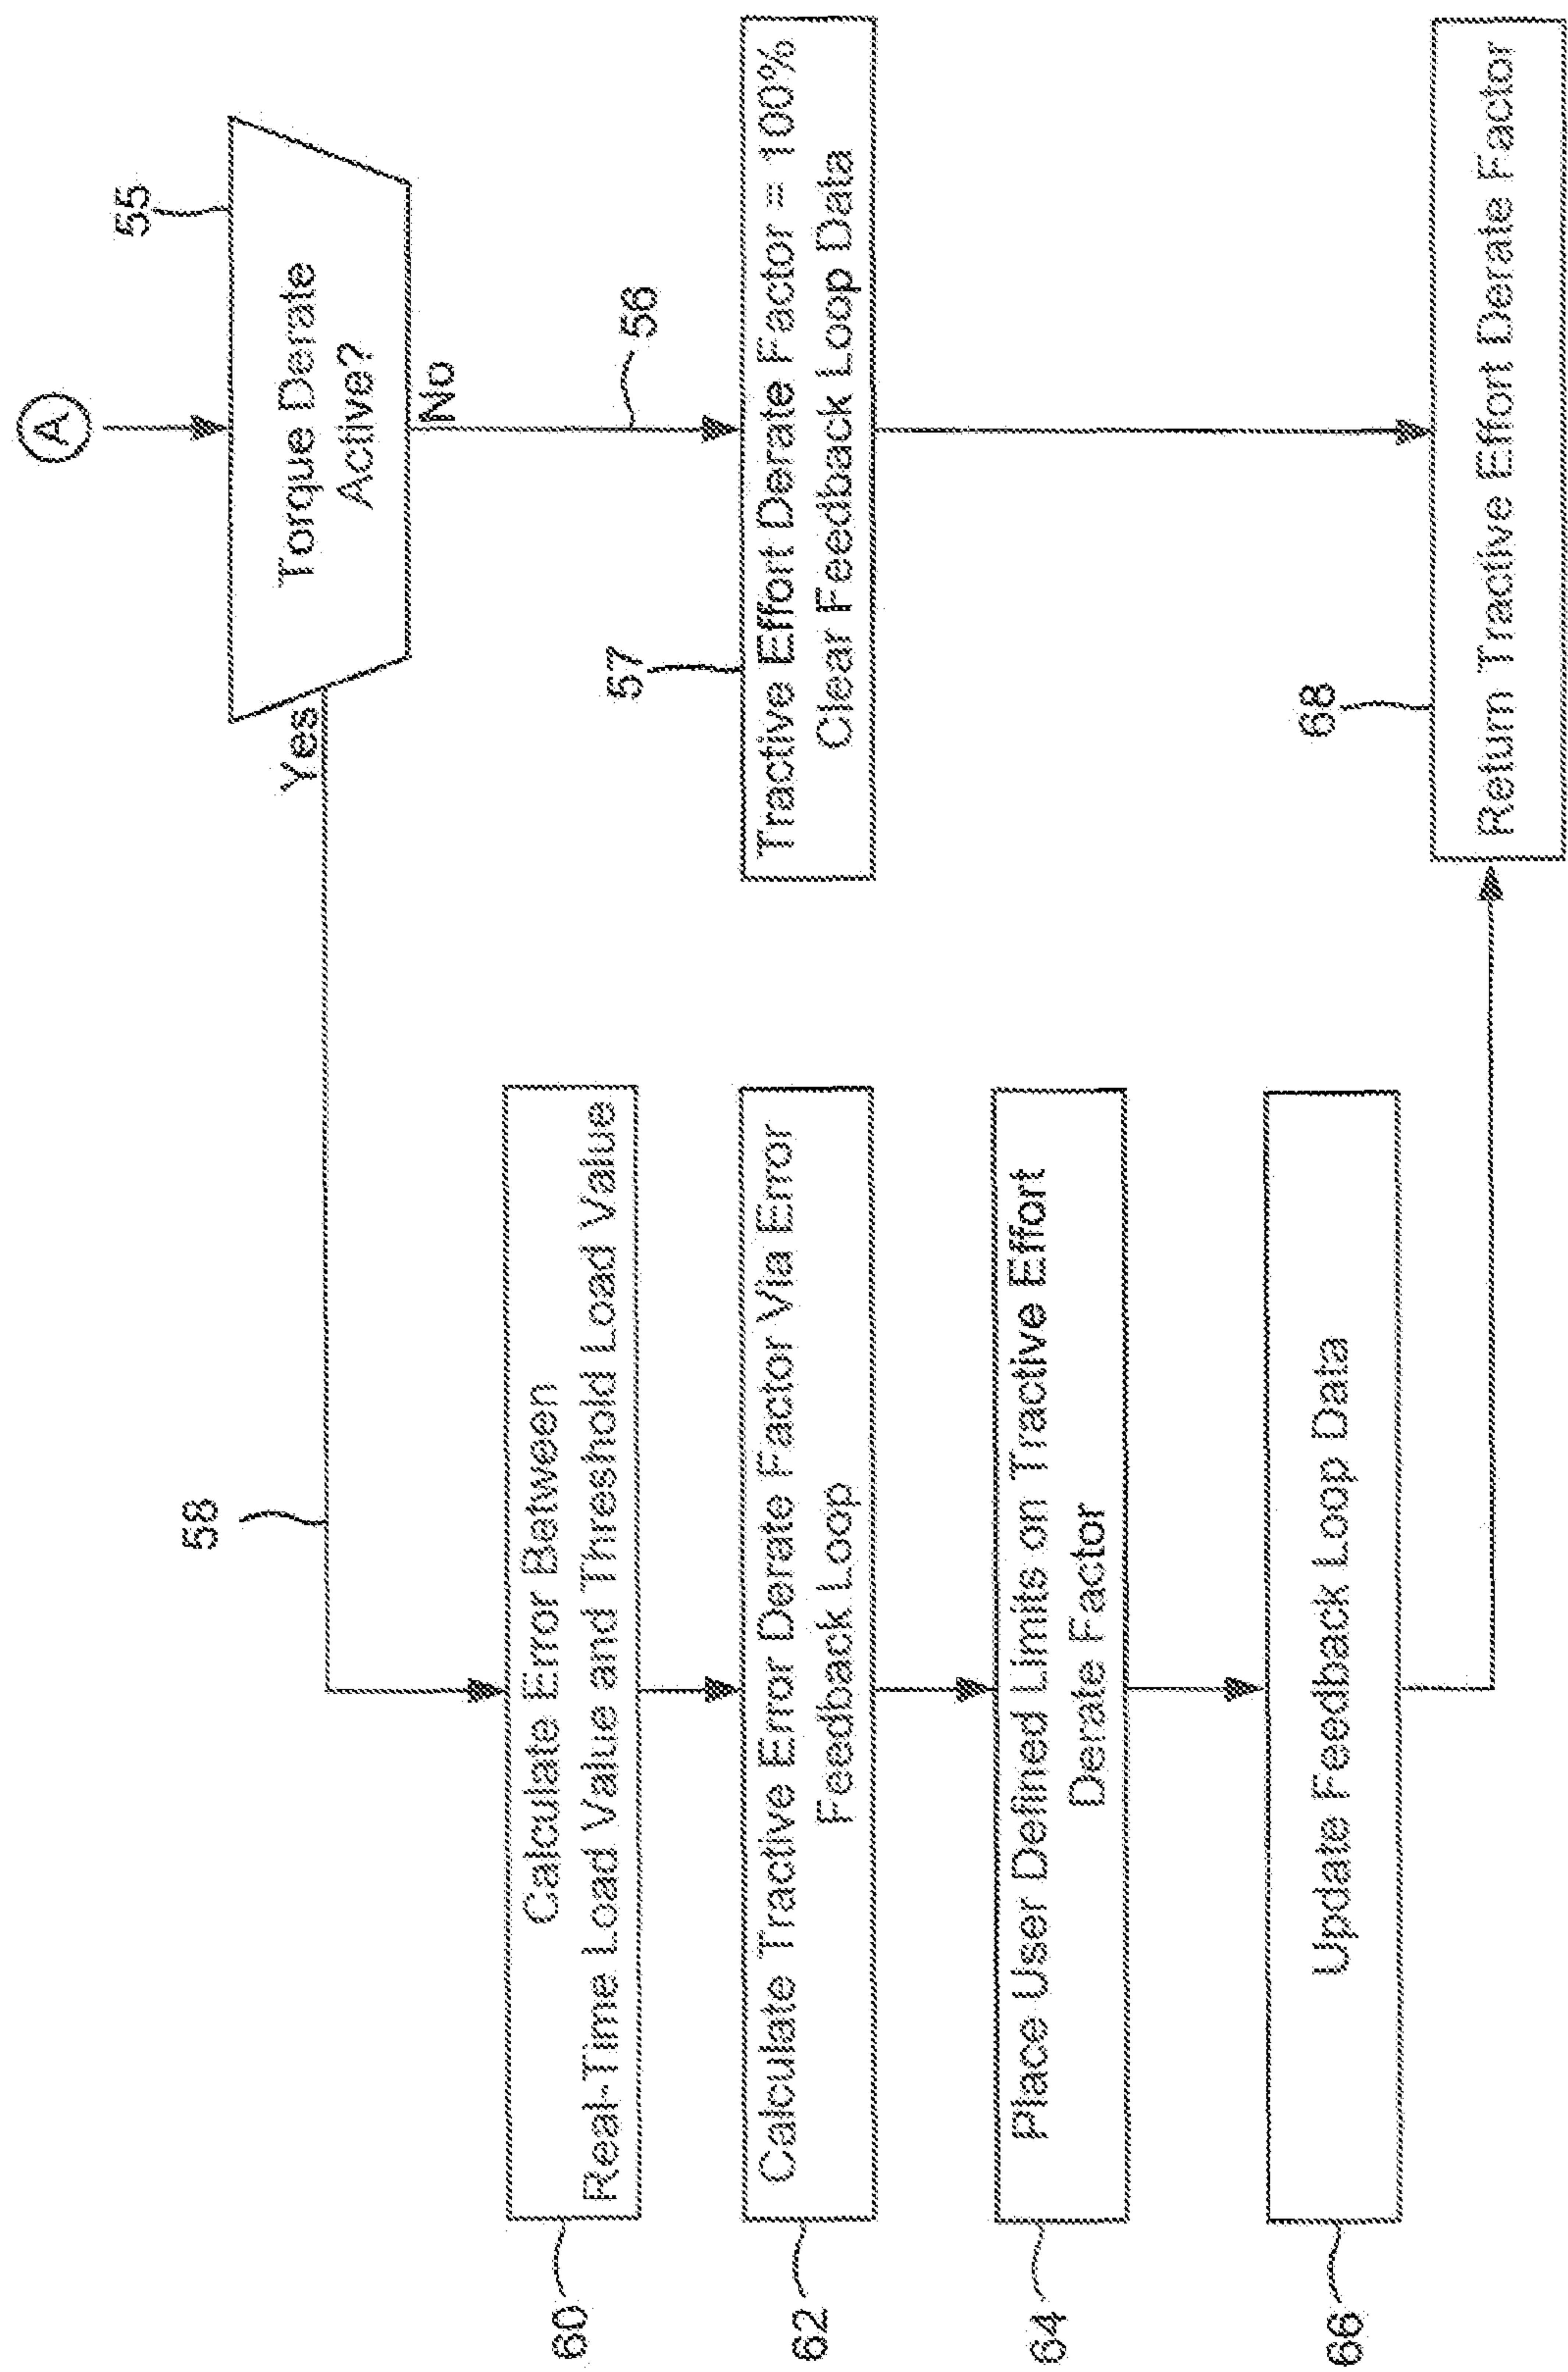 A
55
Torque Derate
Active?
Yes
No
58
56
60
Calculate Error Between
Real-Time Load Value and Threshold Load Value
57
Tractive Effort Derate Factor = 100%
Clear Feedback Loop Data
62
Calculate Tractive Error Derate Factor Via Error
Feedback Loop
64
Place User Defined Limits on Tractive Effort
Derate Factor
66
Update Feedback Loop Data
68
Return Tractive Effort Derate Factor